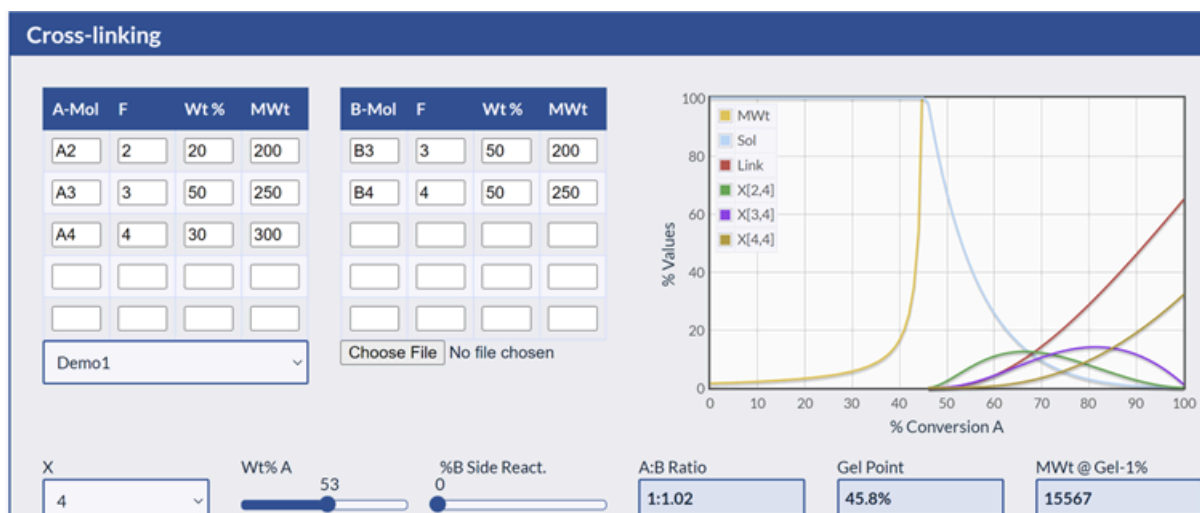 Cross-linking
A-Mol F Wt% MWt
A2 2 20 200
A3 3 50 250
A4 4 30 300
Demo1
B-Mol F Wt% MWt
B3 3 50 200
B4 4 50 250
Choose File No file chosen
100
80
60
40
20
0
% Values
MWt
Sol
Link
X[2,4]
X[3,4]
X[4,4]
0 10 20 30 40 50 60 70 80 90 100
% Conversion A
X
4
Wt% A
53
%B Side React.
0
A:B Ratio
1:1.02
Gel Point
45.8%
MWt @ Gel-1%
15567